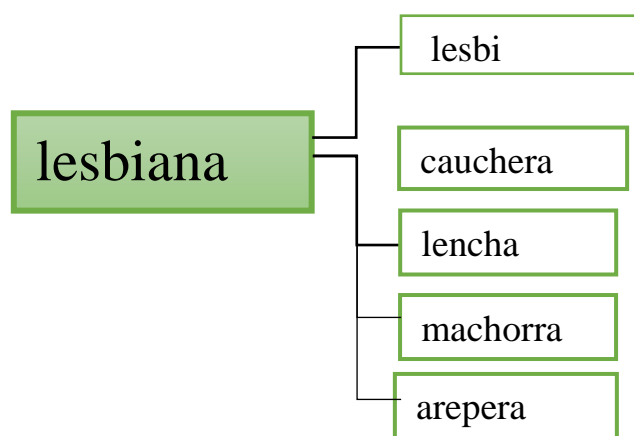 lesbiana
lesbi
cauchera
lencha
machorra
arepera